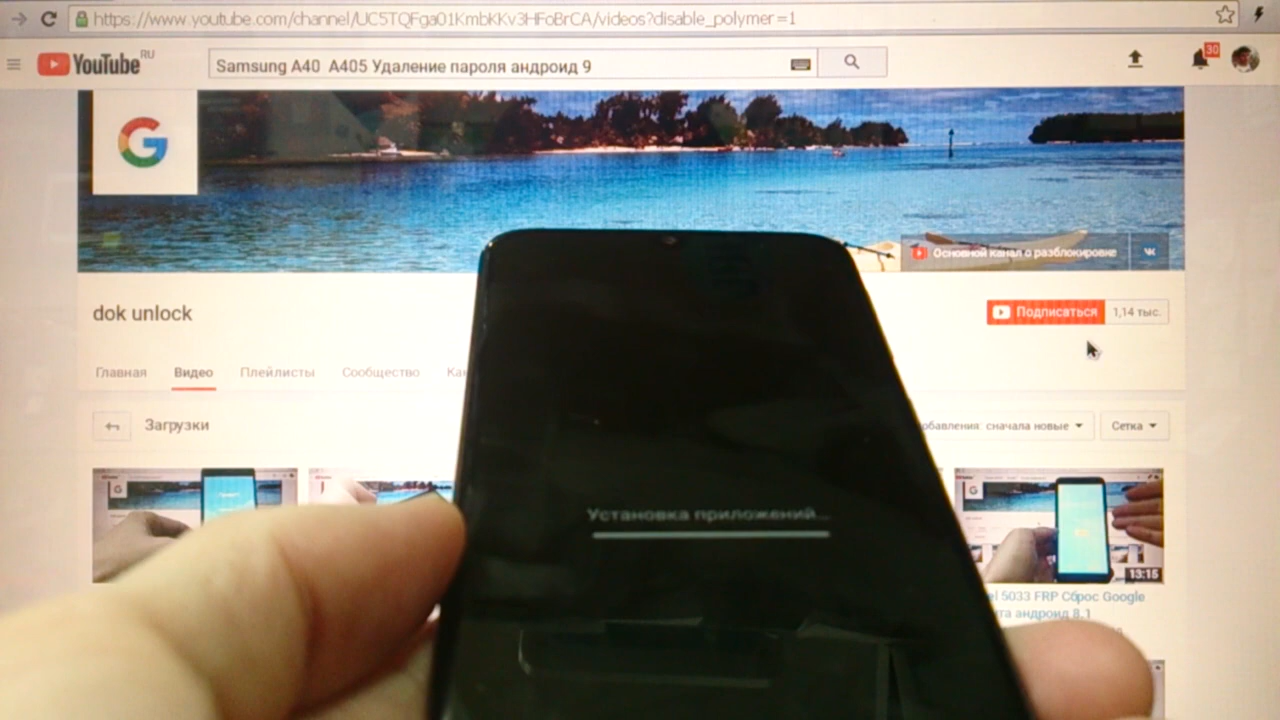 https://www.youtube.com/channel/UC5TQFga01KmbKKv3HFoBrCA/videos?disable_polymer=1
YouTube RU
Samsung A40 A405 Удаление пароля андроид 9
30
G
Основной канал о разблокировке
dok unlock
Подписаться 1,14 тыс.
Главная Видео Плейлисты Сообщество
Загрузки
сначала новые Сетка
Установка приложений...
13:15
5033 FRP Сброс Google
андроид 8.1